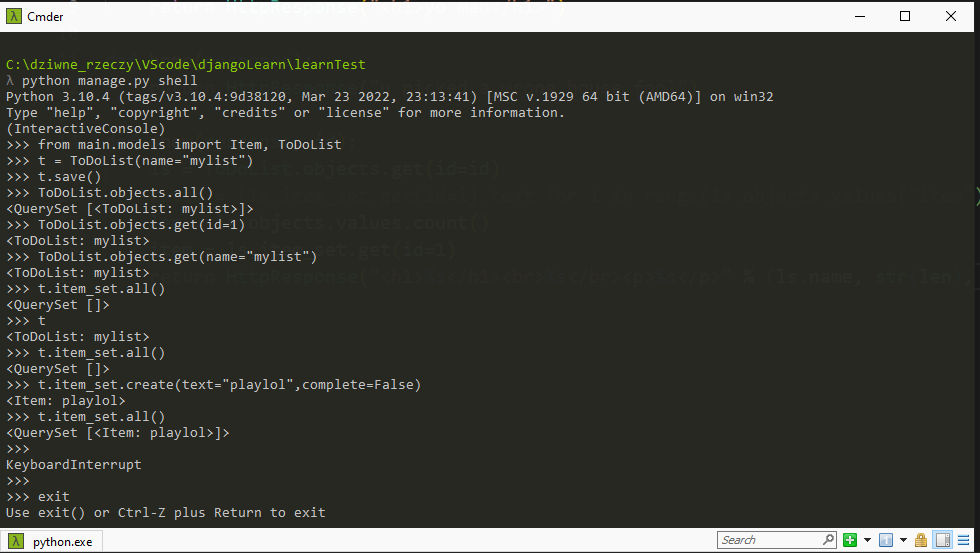 Cmder
C:\dziwne_rzeczy\VScode\djangoLearn\learnTest
λ python manage.py shell
Python 3.10.4 (tags/v3.10.4:9d38120, Mar 23 2022, 23:13:41) [MSC v.1929 64 bit (AMD64)] on win32
Type "help", "copyright", "credits" or "license" for more information.
(InteractiveConsole)
>>> from main.models import Item, ToDoList
>>> t = ToDoList(name="mylist")
>>> t.save()
>>> ToDoList.objects.all()
<QuerySet [<ToDoList: mylist>]>
>>> ToDoList.objects.get(id=1)
<ToDoList: mylist>
>>> ToDoList.objects.get(name="mylist")
<ToDoList: mylist>
>>> t.item_set.all()
<QuerySet []>
>>> t
<ToDoList: mylist>
>>> t.item_set.all()
<QuerySet []>
>>> t.item_set.create(text="playlol",complete=False)
<Item: playlol>
>>> t.item_set.all()
<QuerySet [<Item: playlol>]>
>>>
KeyboardInterrupt
>>>
>>> exit
Use exit() or Ctrl-Z plus Return to exit
λ python.exe
Search